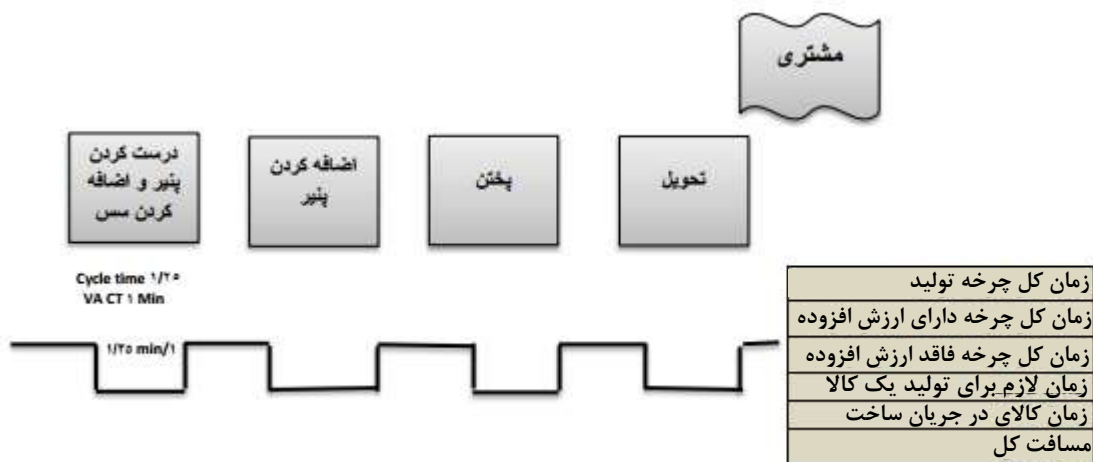 مشتری
درست کردن
پنیر و اضافه
کردن سس
اضافه کردن
پنیر
پختن
تحویل
Cycle time ۱/۲۵
VA CT ۱ Min
۱/۲۵ min/۱
زمان کل چرخه تولید
زمان کل چرخه دارای ارزش افزوده
زمان کل چرخه فاقد ارزش افزوده
زمان لازم برای تولید یک کالا
زمان کالای در جریان ساخت
مسافت کل